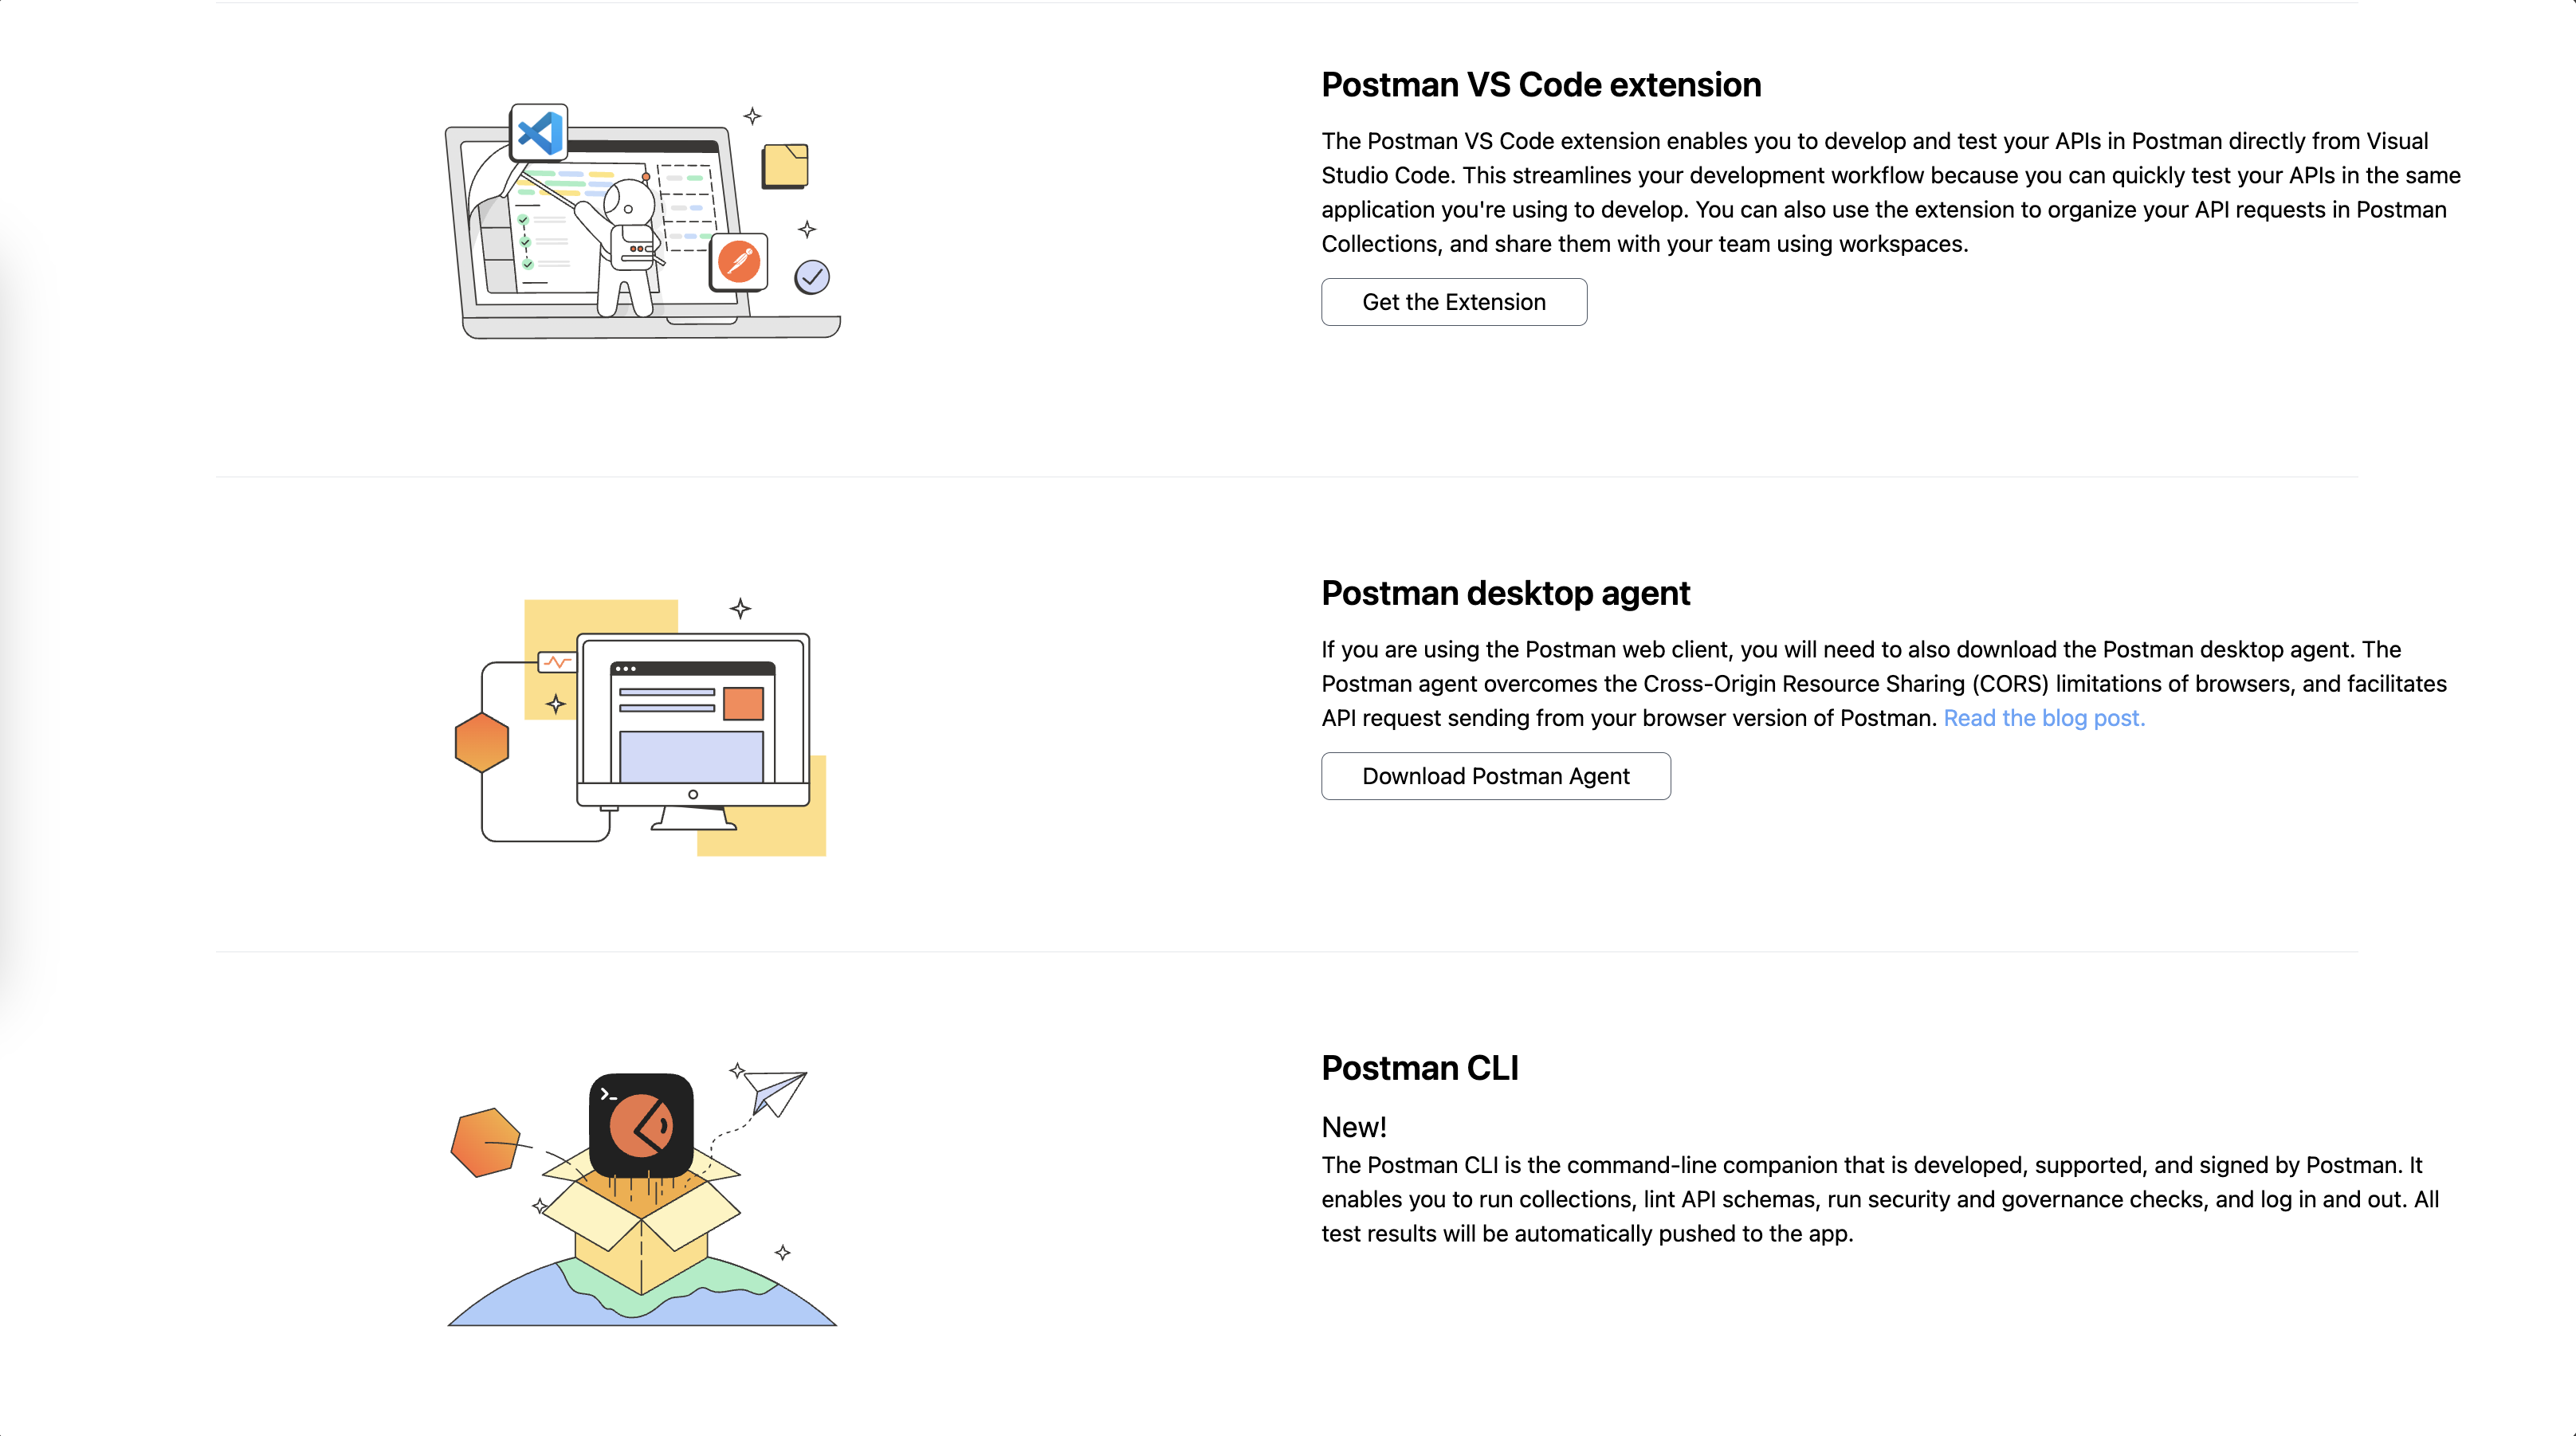 Postman VS Code extension
The Postman VS Code extension enables you to develop and test your APIs in Postman directly from Visual
Studio Code. This streamlines your development workflow because you can quickly test your APIs in the same
application you're using to develop. You can also use the extension to organize your API requests in Postman
Collections, and share them with your team using workspaces.
Get the Extension
Postman desktop agent
If you are using the Postman web client, you will need to also download the Postman desktop agent. The
Postman agent overcomes the Cross-Origin Resource Sharing (CORS) limitations of browsers, and facilitates
API request sending from your browser version of Postman. Read the blog post.
Download Postman Agent
Postman CLI
New!
The Postman CLI is the command-line companion that is developed, supported, and signed by Postman. It
enables you to run collections, lint API schemas, run security and governance checks, and log in and out. All
test results will be automatically pushed to the app.